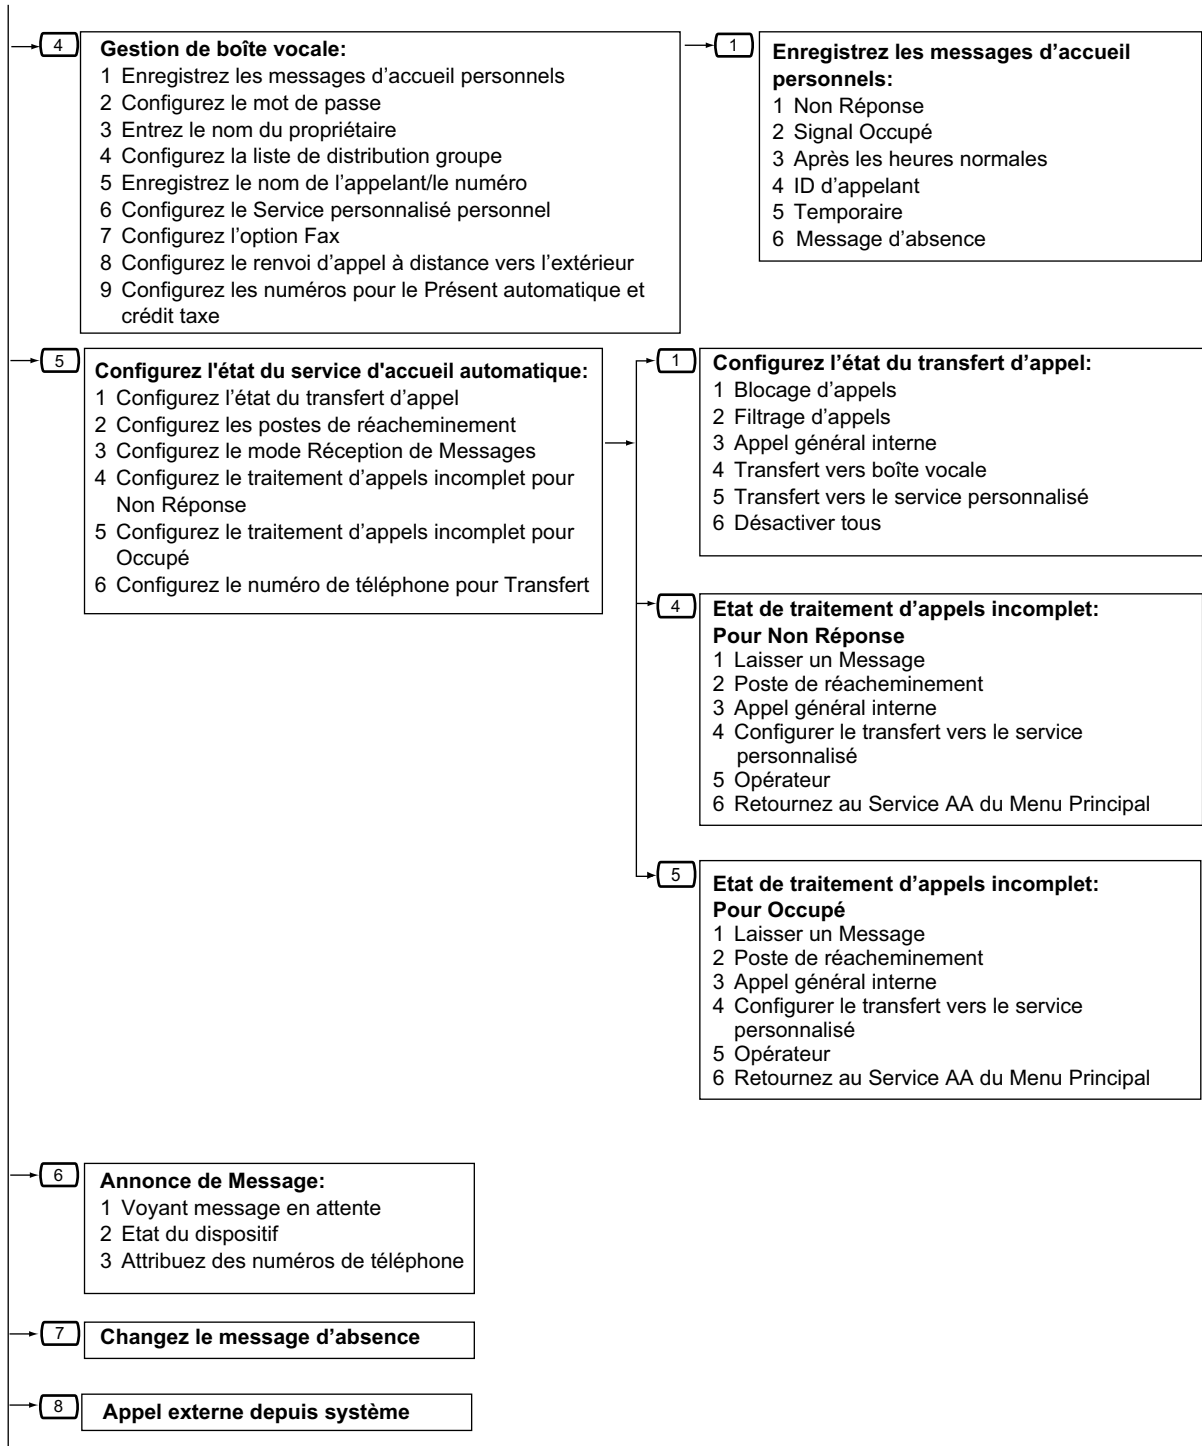 4
Gestion de boîte vocale:
1 Enregistrez les messages d'accueil personnels
2 Configurez le mot de passe
3 Entrez le nom du propriétaire
4 Configurez la liste de distribution groupe
5 Enregistrez le nom de l'appelant/le numéro
6 Configurez le Service personnalisé personnel
7 Configurez l'option Fax
8 Configurez le renvoi d'appel à distance vers l'extérieur
9 Configurez les numéros pour le Présent automatique et
crédit taxe
1
Enregistrez les messages d'accueil
personnels:
1 Non Réponse
2 Signal Occupé
3 Après les heures normales
4 ID d'appelant
5 Temporaire
6 Message d'absence
5
Configurez l'état du service d'accueil automatique:
1 Configurez l'état du transfert d'appel
2 Configurez les postes de réacheminement
3 Configurez le mode Réception de Messages
4 Configurez le traitement d'appels incomplet pour
Non Réponse
5 Configurez le traitement d'appels incomplet pour
Occupé
6 Configurez le numéro de téléphone pour Transfert
1
Configurez l'état du transfert d'appel:
1 Blocage d'appels
2 Filtrage d'appels
3 Appel général interne
4 Transfert vers boîte vocale
5 Transfert vers le service personnalisé
6 Désactiver tous
4
Etat de traitement d'appels incomplet:
Pour Non Réponse
1 Laisser un Message
2 Poste de réacheminement
3 Appel général interne
4 Configurer le transfert vers le service
personnalisé
5 Opérateur
6 Retournez au Service AA du Menu Principal
5
Etat de traitement d'appels incomplet:
Pour Occupé
1 Laisser un Message
2 Poste de réacheminement
3 Appel général interne
4 Configurer le transfert vers le service
personnalisé
5 Opérateur
6 Retournez au Service AA du Menu Principal
6
Annonce de Message:
1 Voyant message en attente
2 Etat du dispositif
3 Attribuez des numéros de téléphone
7
Changez le message d'absence
8
Appel externe depuis système